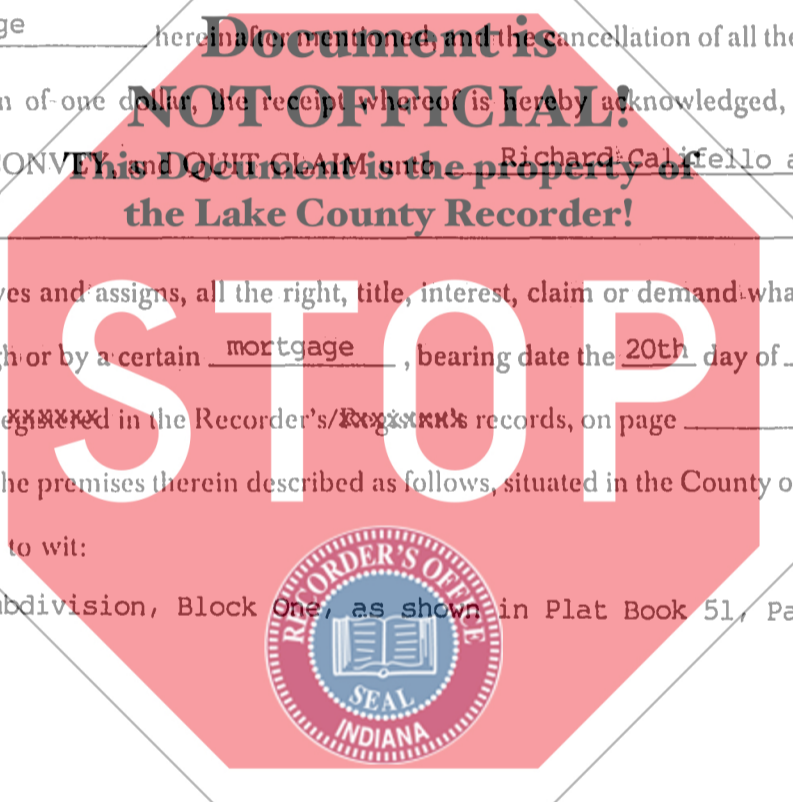 ge hereinafter mentioned, and the cancellation of all the
Document is
n of one dollar, the receipt whereof is hereby acknowledged,
NOT OFFICIAL!
CONVEY, and QUIT CLAIM unto Richard Califello a
This Document is the property of
the Lake County Recorder!
ves and assigns, all the right, title, interest, claim or demand wha
STOP
gh or by a certain mortgage , bearing date the 20th day of
egistered in the Recorder's/ records, on page
he premises therein described as follows, situated in the County o
to wit:
RECORDER'S OFFICE
ubdivision, Block One, as shown in Plat Book 51, Pa
SEAL
INDIANA